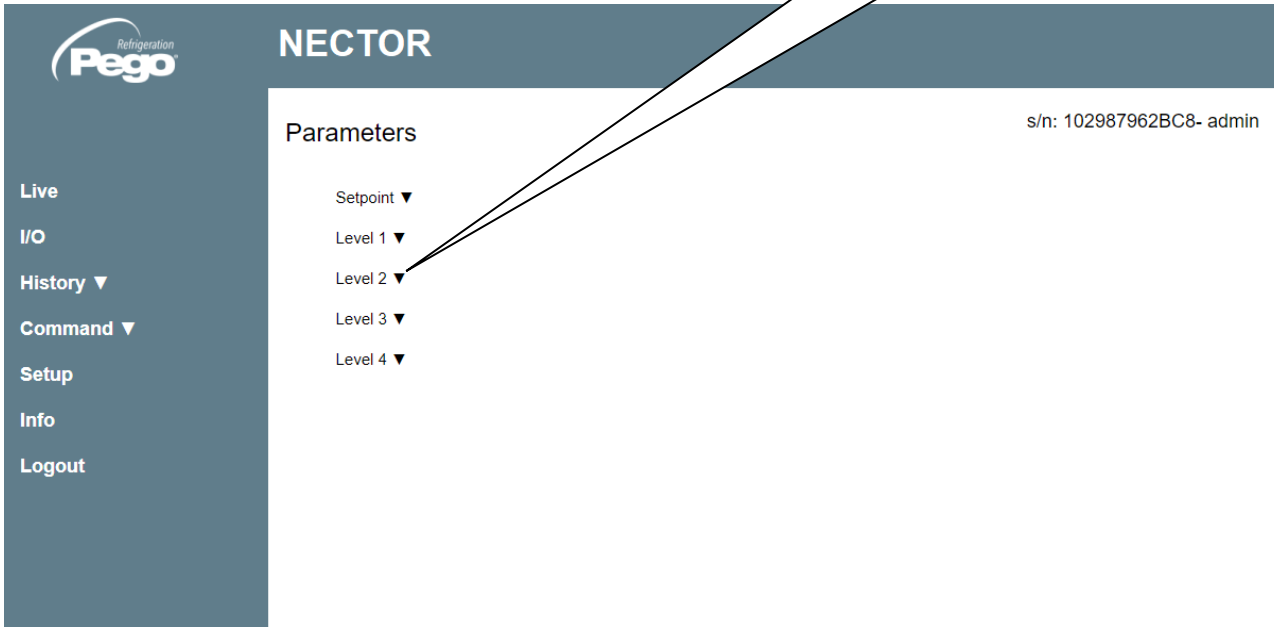 Refrigeration
Pego
NECTOR
Parameters
s/n: 102987962BC8- admin
Live
I/O
History ▼
Command ▼
Setup
Info
Logout
Setpoint ▼
Level 1 ▼
Level 2 ▼
Level 3 ▼
Level 4 ▼